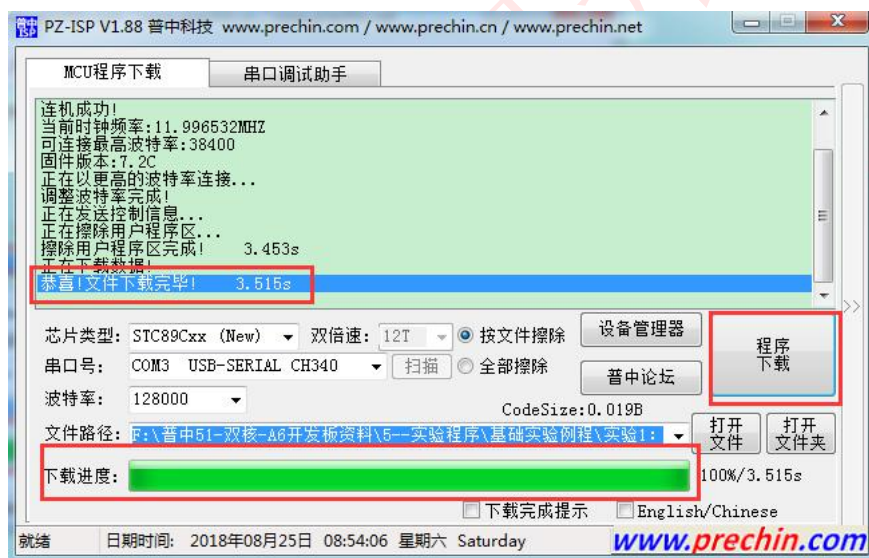 PZ-ISP V1.88 普中科技 www.prechin.com / www.prechin.cn / www.prechin.net
MCU程序下载 串口调试助手
连机成功!
当前时钟频率:11.996532MHZ
可连接最高波特率:38400
固件版本:7.2C
正在以更高的波特率连接...
调整波特率完成!
正在发送控制信息...
正在擦除用户程序区...
擦除用户程序区完成! 3.453s
正在下载数据!
恭喜!文件下载完毕! 3.515s
芯片类型: STC89Cxx (New) 双倍速: 12T 按文件擦除 设备管理器
程序下载
串口号: COM3 USB-SERIAL CH340 扫描 全部擦除 普中论坛
波特率: 128000
CodeSize:0.019B
文件路径: F:\普中51-双核-A6开发板资料\5--实验程序\基础实验例程\实验1: 打开文件 打开文件夹
下载进度: 100%/3.515s
下载完成提示 English/Chinese
就绪 日期时间: 2018年08月25日 08:54:06 星期六 Saturday www.prechin.com
>>